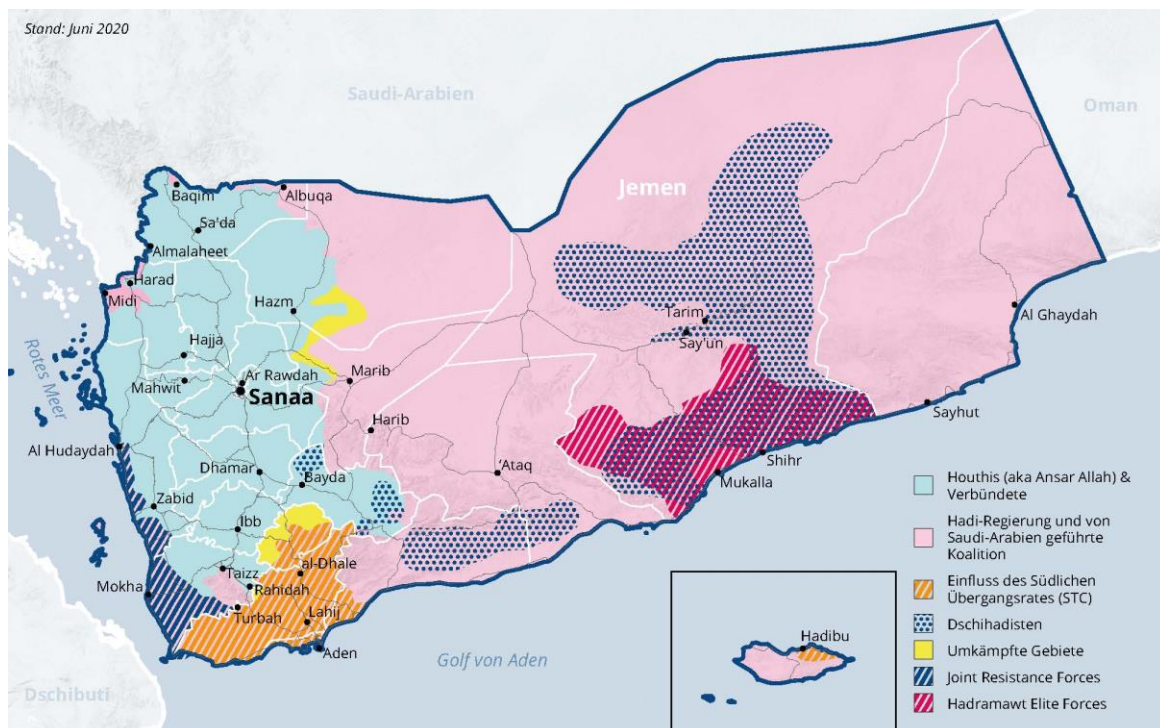 Stand: Juni 2020
Saudi-Arabien
Oman
Jemen
Baqim
Albuqa
Sa'da
Almalaheet
Harad
Midi
Hazm
Tarim
Say'un
Al Ghaydah
Rotes Meer
Hajja
Ar Rawdah
Marib
Mahwit
Sanaa
Sayhut
Harib
Al Hudaydah
Shihr
Dhamar
'Ataq
Bayda
Mukalla
Zabid
Ibb
Taizz
al-Dhale
Mokha
Rahidah
Turbah
Lahij
Aden
Golf von Aden
Dschibuti
Hadibu
Houthis (aka Ansar Allah) &
Verbündete
Hadi-Regierung und von
Saudi-Arabien geführte
Koalition
Einfluss des Südlichen
Übergangsrates (STC)
Dschihadisten
Umkämpfte Gebiete
Joint Resistance Forces
Hadramawt Elite Forces